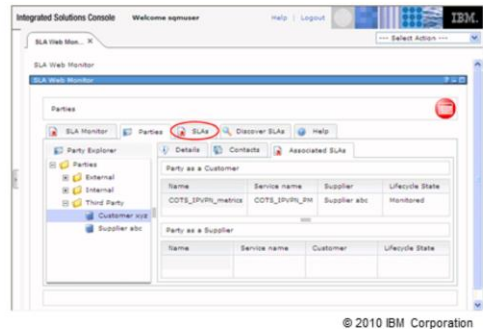 Integrated Solutions Console Welcome sqmuser Help | Logout IBM.
SLA Web Mon... X --- Select Action ---
SLA Web Monitor
SLA Web Monitor
Parties
SLA Monitor Parties SLAs Discover SLAs Help
Party Explorer Details Contacts Associated SLAs
Parties
External
Internal
Third Party
Customer xyz
Supplier abc
Party as a Customer
Name Service name Supplier Lifecycle State
COTS_IPVPN_metrics COTS_IPVPN_PM Supplier abc Monitored
Party as a Supplier
Name Service name Customer Lifecycle State
© 2010 IBM Corporation